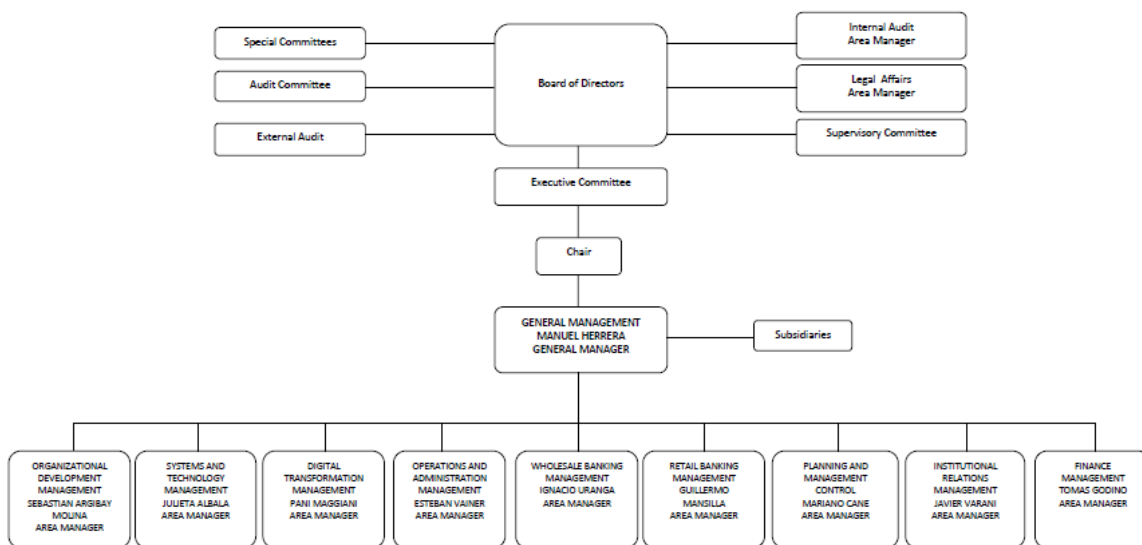 Special Committees
Audit Committee
External Audit
Board of Directors
Internal Audit
Area Manager
Legal Affairs
Area Manager
Supervisory Committee
Executive Committee
Chair
GENERAL MANAGEMENT
MANUEL HERRERA
GENERAL MANAGER
Subsidiaries
ORGANIZATIONAL
DEVELOPMENT
MANAGEMENT
SEBASTIAN ARGIBAY
MOLINA
AREA MANAGER
SYSTEMS AND
TECHNOLOGY
MANAGEMENT
JULIETA ALBALA
AREA MANAGER
DIGITAL
TRANSFORMATION
MANAGEMENT
PANI MAGGIANI
AREA MANAGER
OPERATIONS AND
ADMINISTRATION
MANAGEMENT
ESTEBAN VAINER
AREA MANAGER
WHOLESALE BANKING
MANAGEMENT
IGNACIO URANGA
AREA MANAGER
RETAIL BANKING
MANAGEMENT
GUILLERMO
MANSILLA
AREA MANAGER
PLANNING AND
MANAGEMENT
CONTROL
MARIANO CANE
AREA MANAGER
INSTITUTIONAL
RELATIONS
MANAGEMENT
JAVIER VARANI
AREA MANAGER
FINANCE
MANAGEMENT
TOMAS GODINO
AREA MANAGER